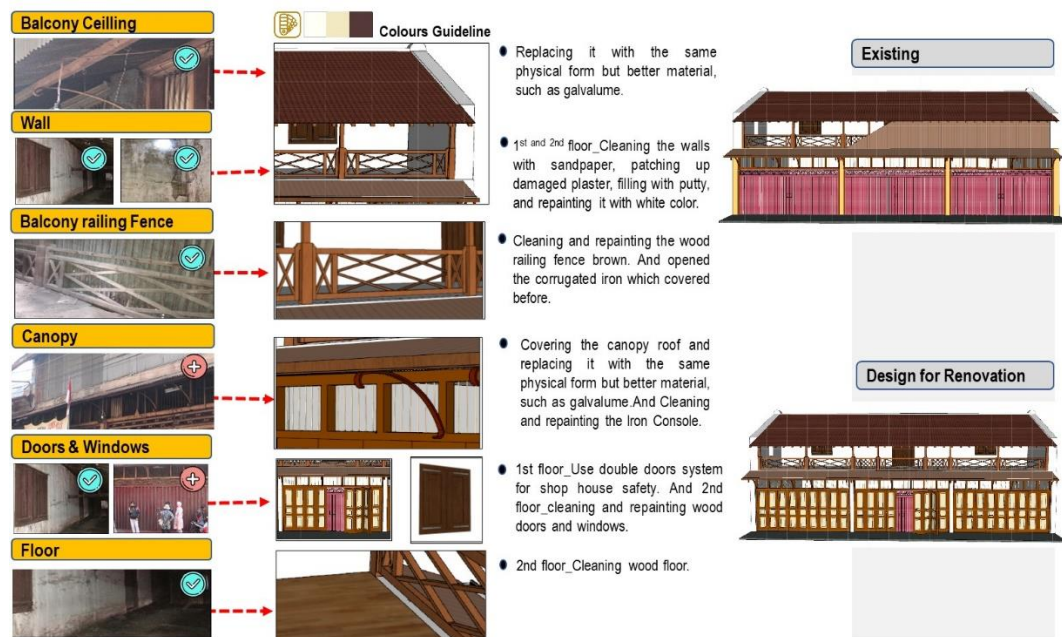 Balcony Ceilling
Colours Guideline
Replacing it with the same
physical form but better material,
such as galvalume.
Existing
Wall
1st and 2nd floor_Cleaning the walls
with sandpaper, patching up
damaged plaster, filling with putty,
and repainting it with white color.
Balcony railing Fence
Cleaning and repainting the wood
railing fence brown. And opened
the corrugated iron which covered
before.
Canopy
Covering the canopy roof and
replacing it with the same
physical form but better material,
such as galvalume.And Cleaning
and repainting the Iron Console.
Design for Renovation
Doors & Windows
1st floor_Use double doors system
for shop house safety. And 2nd
floor_cleaning and repainting wood
doors and windows.
Floor
2nd floor_Cleaning wood floor.